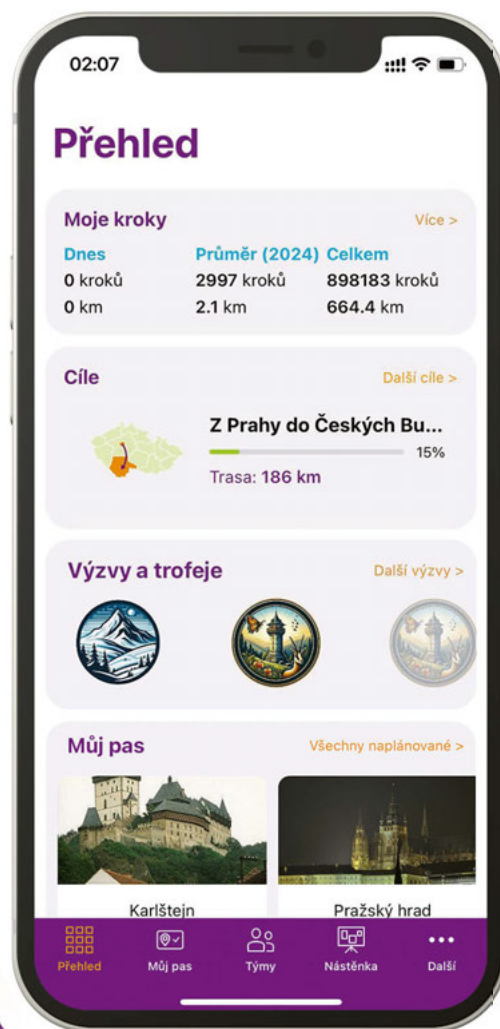 02:07
Přehled
Moje kroky
Více >
Dnes Průměr (2024) Celkem
0 kroků 2997 kroků 898183 kroků
0 km 2.1 km 664.4 km
Cíle
Další cíle >
Z Prahy do Českých Bu...
15%
Trasa: 186 km
Výzvy a trofeje
Další výzvy >
Můj pas
Všechny naplánované >
Karlštejn Pražský hrad
Přehled Můj pas Týmy Nástěnka Další